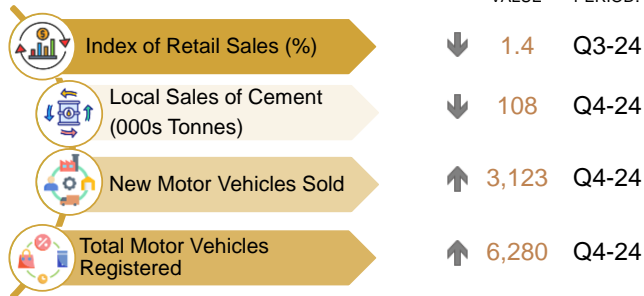 VALUE PERIOD.
Index of Retail Sales (%) 1.4 Q3-24
Local Sales of Cement
(000s Tonnes) 108 Q4-24
New Motor Vehicles Sold 3,123 Q4-24
Total Motor Vehicles
Registered 6,280 Q4-24